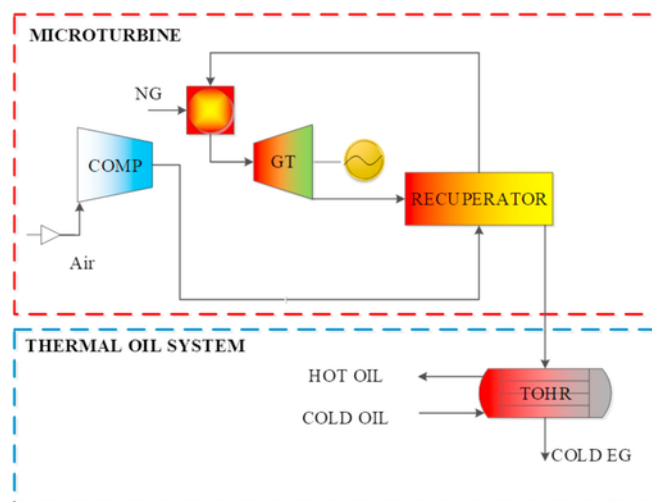 MICROTURBINE
NG
COMP
GT
RECUPERATOR
Air
THERMAL OIL SYSTEM
HOT OIL
TOHR
COLD OIL
COLD EG